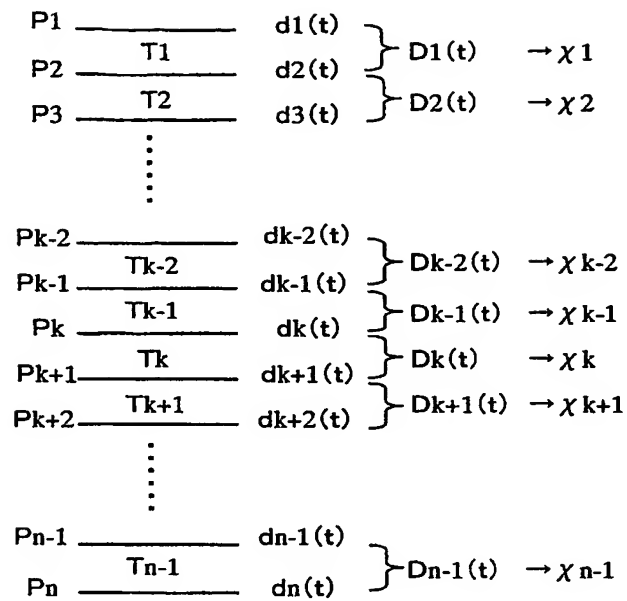 P1 d1(t)
T1 D1(t) → χ1
P2 d2(t)
T2 D2(t) → χ2
P3 d3(t)
Pk-2 dk-2(t)
Tk-2 Dk-2(t) → χk-2
Pk-1 dk-1(t)
Tk-1 Dk-1(t) → χk-1
Pk dk(t)
Tk Dk(t) → χk
Pk+1 dk+1(t)
Tk+1 Dk+1(t) → χk+1
Pk+2 dk+2(t)
Pn-1 dn-1(t)
Tn-1 Dn-1(t) → χn-1
Pn dn(t)